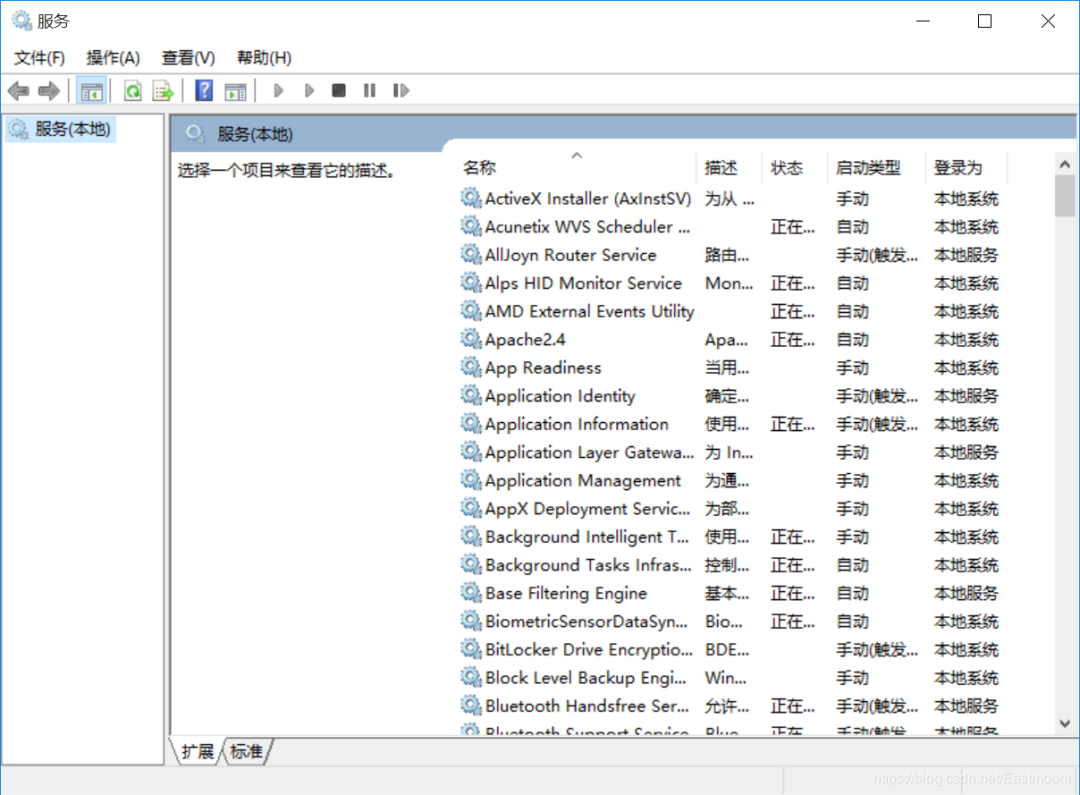 服务
文件(F) 操作(A) 查看(V) 帮助(H)
服务(本地)
服务(本地)
选择一个项目来查看它的描述。
名称 描述 状态 启动类型 登录为
ActiveX Installer (AxInstSV) 为从 ... 手动 本地系统
Acunetix WVS Scheduler ... 正在... 自动 本地系统
AllJoyn Router Service 路由... 手动(触发... 本地服务
Alps HID Monitor Service Mon... 正在... 自动 本地系统
AMD External Events Utility 正在... 自动 本地系统
Apache2.4 Apa... 正在... 自动 本地系统
App Readiness 当用... 手动 本地系统
Application Identity 确定... 手动(触发... 本地服务
Application Information 使用... 正在... 手动(触发... 本地系统
Application Layer Gatewa... 为 In... 手动 本地服务
Application Management 为通... 手动 本地系统
AppX Deployment Servic... 为部... 手动 本地系统
Background Intelligent T... 使用... 正在... 手动 本地系统
Background Tasks Infras... 控制... 正在... 自动 本地系统
Base Filtering Engine 基本... 正在... 自动 本地服务
BiometricSensorDataSyn... Bio... 正在... 自动 本地系统
BitLocker Drive Encryptio... BDE... 手动(触发... 本地系统
Block Level Backup Engi... Win... 手动 本地系统
Bluetooth Handsfree Ser... 允许... 正在... 手动(触发... 本地服务
Bluetooth Support Service Blue... 正在... 手动(触发... 本地服务
扩展 标准
https://blog.csdn.net/Eastmount